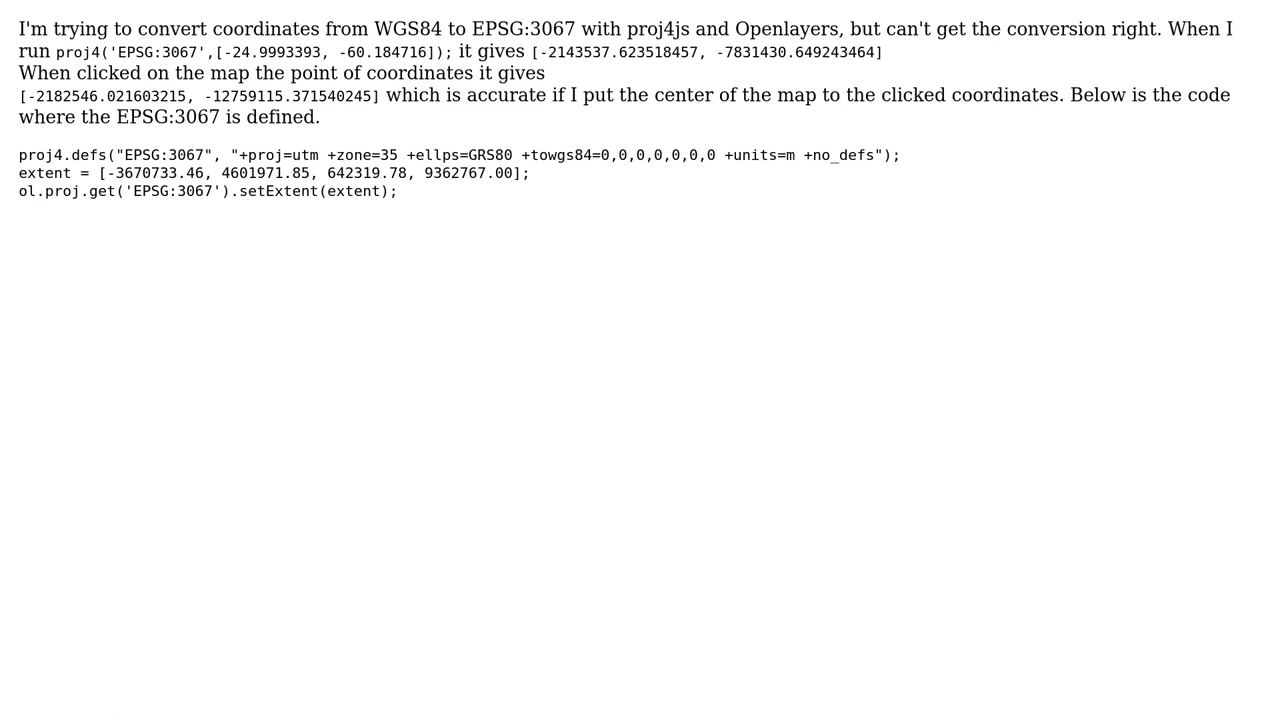 I'm trying to convert coordinates from WGS84 to EPSG:3067 with proj4js and Openlayers, but can't get the conversion right. When I
run proj4('EPSG:3067',[-24.9993393, -60.184716]); it gives [-2143537.623518457, -7831430.649243464]
When clicked on the map the point of coordinates it gives
[-2182546.021603215, -12759115.371540245] which is accurate if I put the center of the map to the clicked coordinates. Below is the code
where the EPSG:3067 is defined.
proj4.defs("EPSG:3067", "+proj=utm +zone=35 +ellps=GRS80 +towgs84=0,0,0,0,0,0,0 +units=m +no_defs");
extent = [-3670733.46, 4601971.85, 642319.78, 9362767.00];
ol.proj.get('EPSG:3067').setExtent(extent);